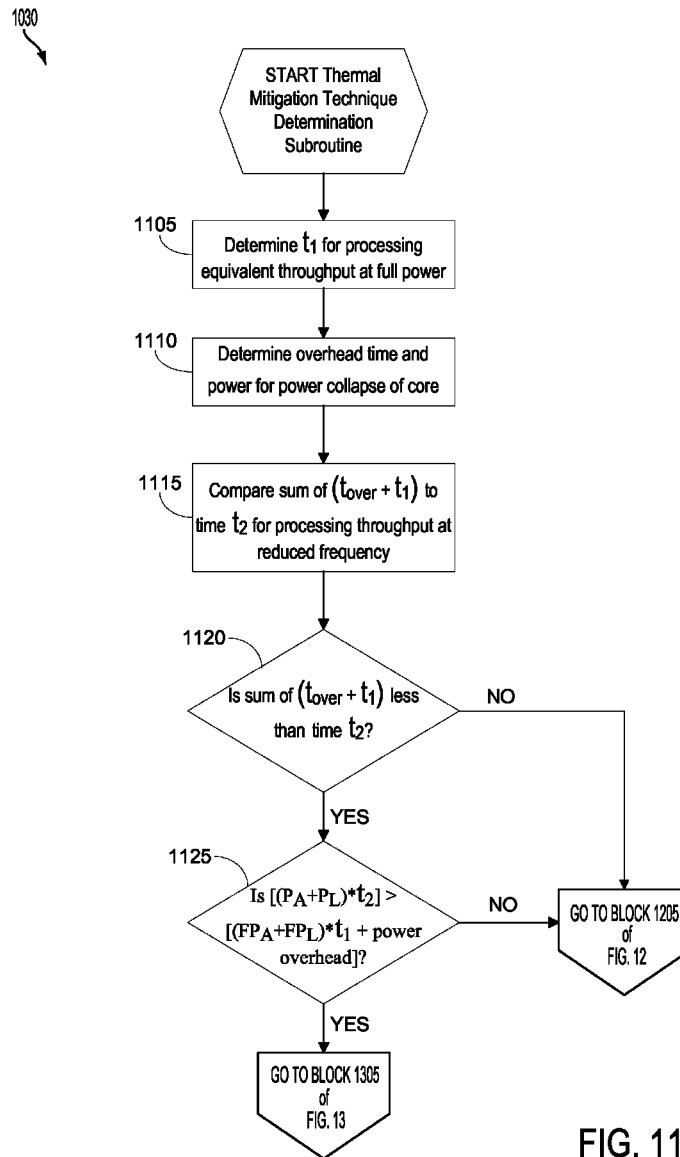 1030
START Thermal
Mitigation Technique
Determination
Subroutine
1105
Determine t₁ for processing
equivalent throughput at full power
1110
Determine overhead time and
power for power collapse of core
1115
Compare sum of (tover + t₁) to
time t₂ for processing throughput at
reduced frequency
1120
Is sum of (tover + t₁) less
than time t₂?
NO
YES
1125
Is [(PA+PL)*t₂] >
[(FPA+FPL)*t₁ + power
overhead]?
NO
GO TO BLOCK 1205
of
FIG. 12
YES
GO TO BLOCK 1305
of
FIG. 13
FIG. 11